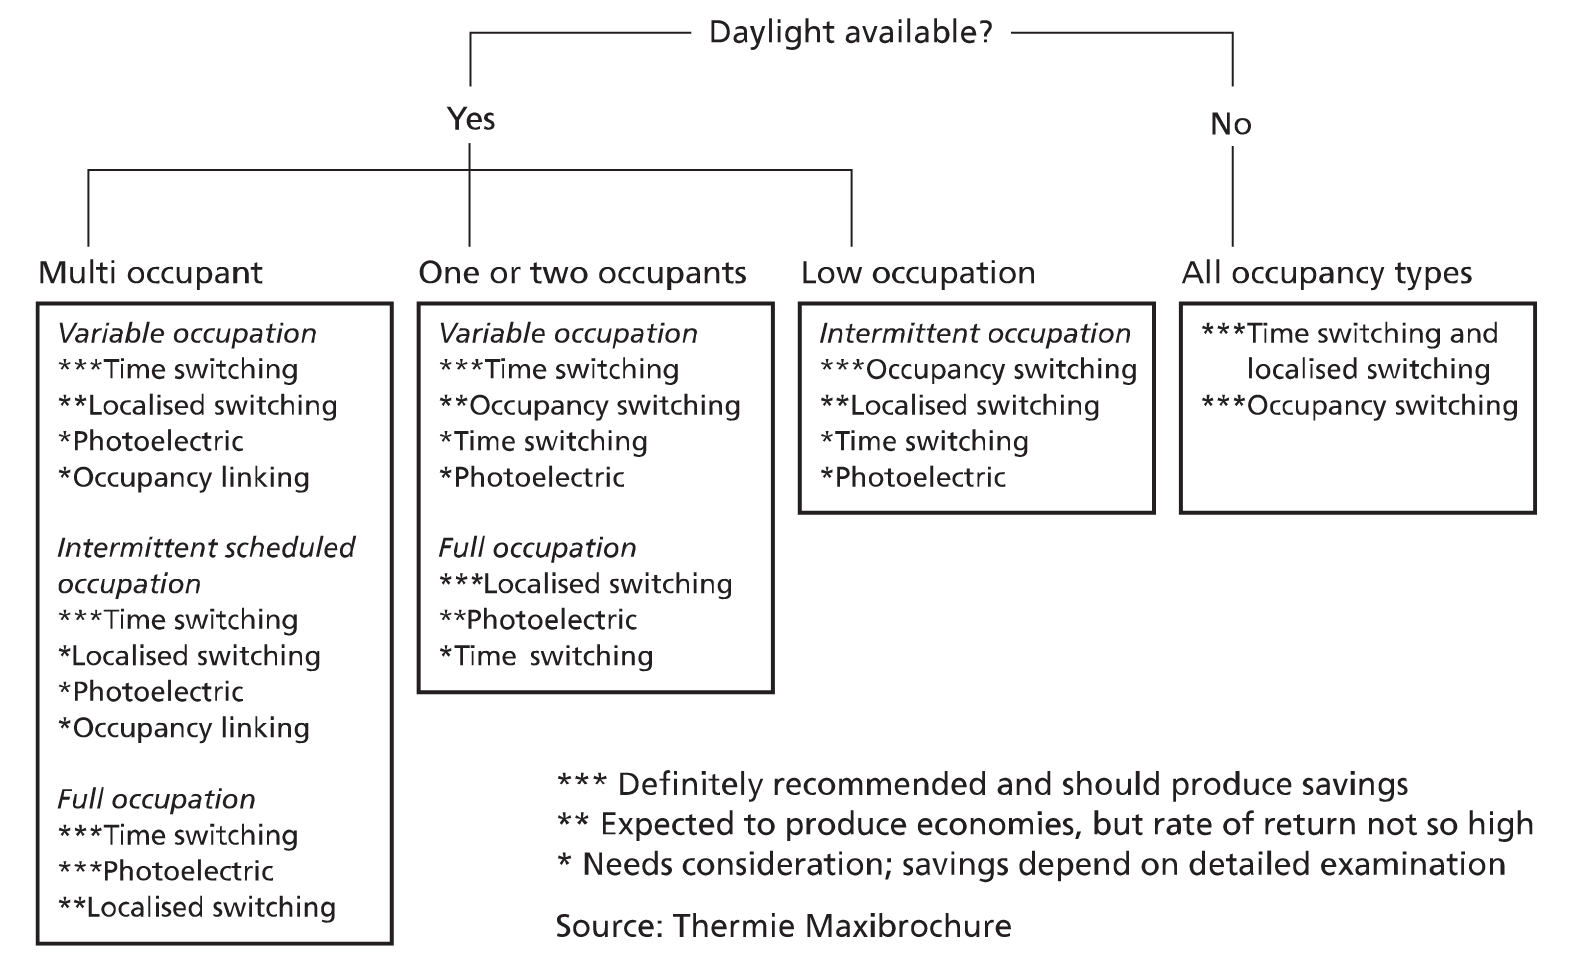 Daylight available?
Yes
No
Multi occupant
Variable occupation
***Time switching
**Localised switching
*Photoelectric
*Occupancy linking
Intermittent scheduled
occupation
***Time switching
*Localised switching
*Photoelectric
*Occupancy linking
Full occupation
***Time switching
***Photoelectric
**Localised switching
One or two occupants
Variable occupation
***Time switching
**Occupancy switching
*Time switching
*Photoelectric
Full occupation
***Localised switching
**Photoelectric
*Time switching
Low occupation
Intermittent occupation
***Occupancy switching
**Localised switching
*Time switching
*Photoelectric
All occupancy types
***Time switching and
localised switching
***Occupancy switching
*** Definitely recommended and should produce savings
** Expected to produce economies, but rate of return not so high
* Needs consideration; savings depend on detailed examination
Source: Thermie Maxibrochure